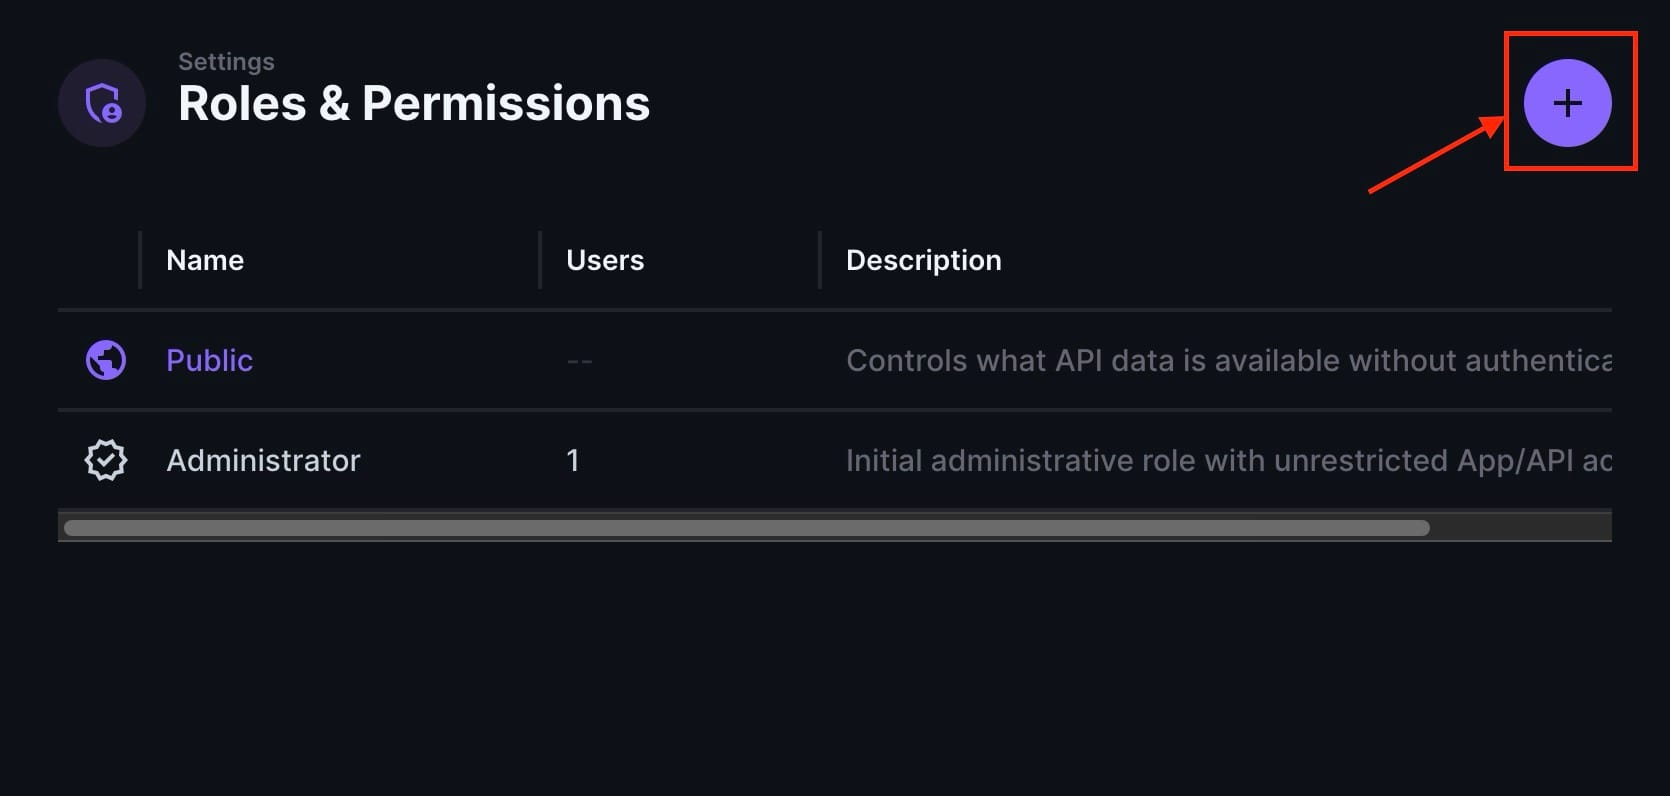 Settings
Roles & Permissions
Name Users Description
Public -- Controls what API data is available without authentica
Administrator 1 Initial administrative role with unrestricted App/API ac